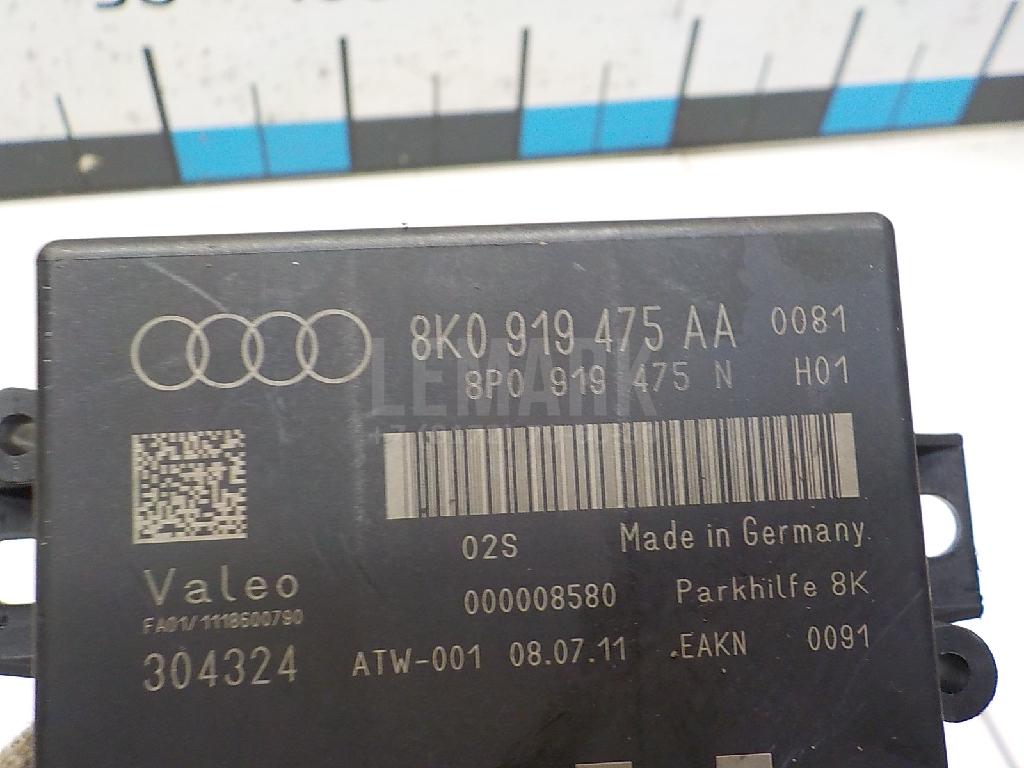 8K0 919 475 AA 0081
8P0 919 475 N H01
LEMARK
02S Made in Germany
Valeo 000008580 Parkhilfe 8K
FA01/1118600790
304324 ATW-001 08.07.11 .EAKN 0091